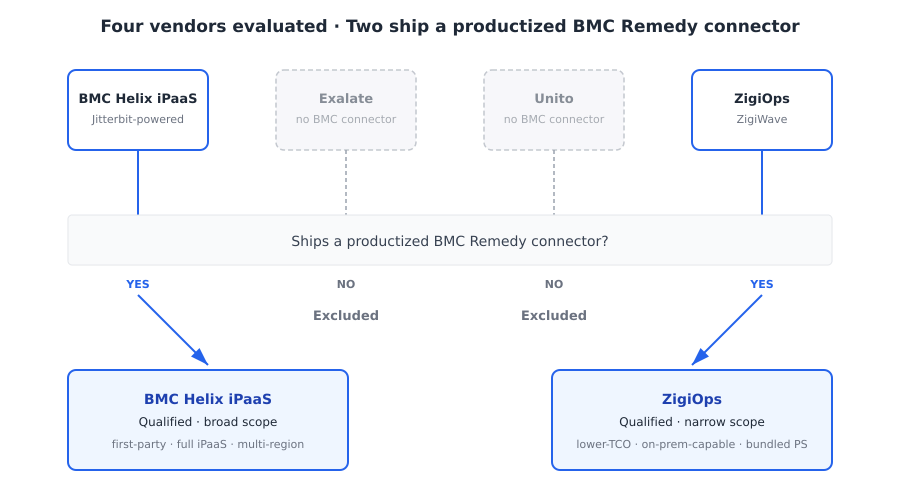 Four vendors evaluated · Two ship a productized BMC Remedy connector
BMC Helix iPaaS
Jitterbit-powered
Exalate
no BMC connector
Unito
no BMC connector
ZigiOps
ZigiWave
Ships a productized BMC Remedy connector?
YES
NO
NO
YES
Excluded
Excluded
BMC Helix iPaaS
Qualified · broad scope
first-party · full iPaaS · multi-region
ZigiOps
Qualified · narrow scope
lower-TCO · on-prem-capable · bundled PS